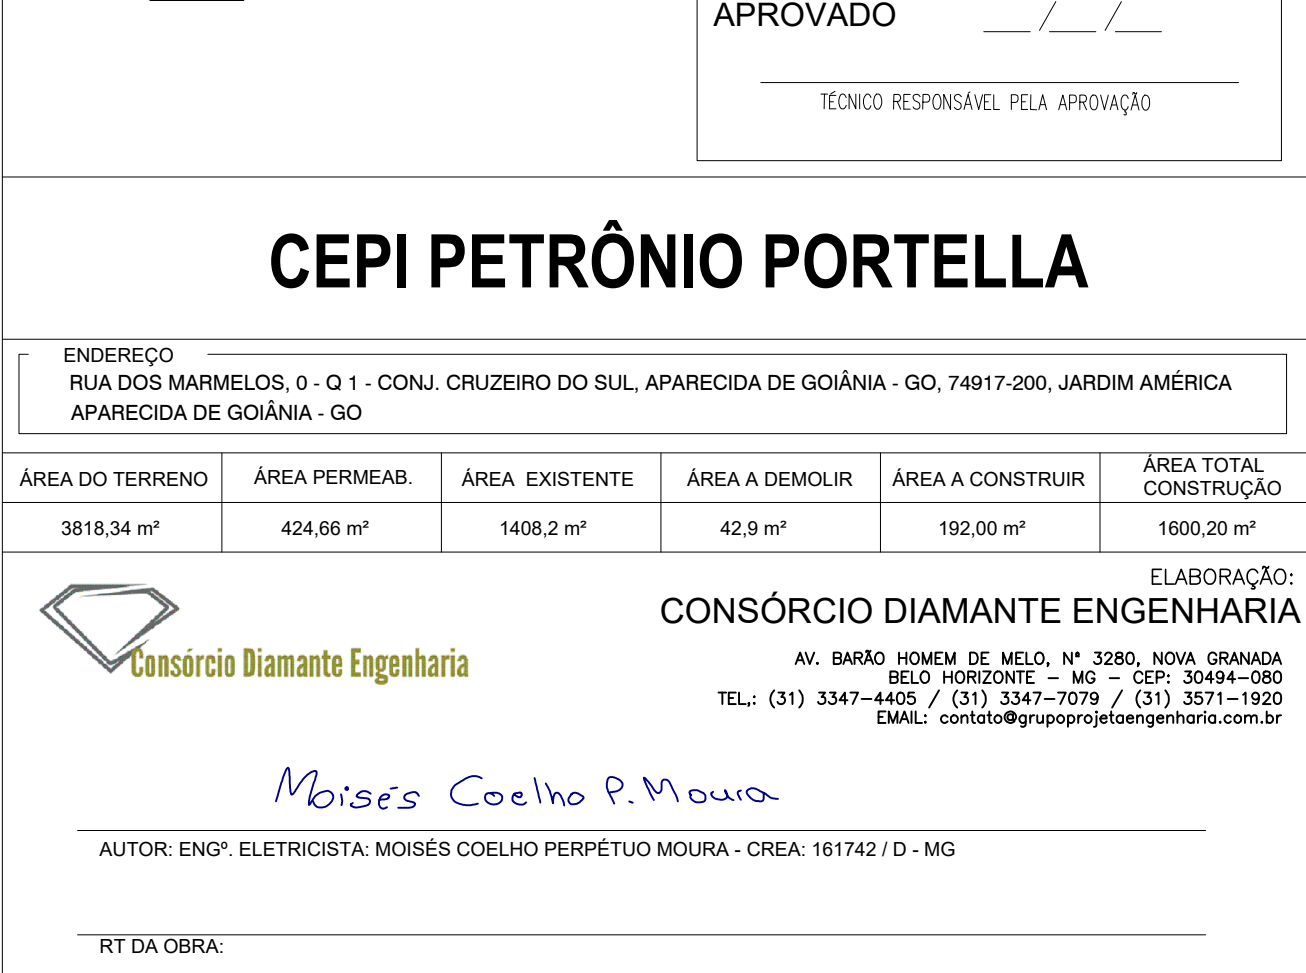 APROVADO ___/___/___
TÉCNICO RESPONSÁVEL PELA APROVAÇÃO
CEPI PETRÔNIO PORTELLA
ENDEREÇO
RUA DOS MARMELOS, 0 - Q 1 - CONJ. CRUZEIRO DO SUL, APARECIDA DE GOIÂNIA - GO, 74917-200, JARDIM AMÉRICA
APARECIDA DE GOIÂNIA - GO
ÁREA DO TERRENO ÁREA PERMEAB. ÁREA EXISTENTE ÁREA A DEMOLIR ÁREA A CONSTRUIR ÁREA TOTAL
CONSTRUÇÃO
3818,34 m² 424,66 m² 1408,2 m² 42,9 m² 192,00 m² 1600,20 m²
ELABORAÇÃO:
CONSÓRCIO DIAMANTE ENGENHARIA
Consórcio Diamante Engenharia
AV. BARÃO HOMEM DE MELO, N° 3280, NOVA GRANADA
BELO HORIZONTE – MG – CEP: 30494-080
TEL,: (31) 3347-4405 / (31) 3347-7079 / (31) 3571-1920
EMAIL: contato@grupoprojetaengenharia.com.br
Moisés Coelho P. Moura
AUTOR: ENGº. ELETRICISTA: MOISÉS COELHO PERPÉTUO MOURA - CREA: 161742 / D - MG
RT DA OBRA: